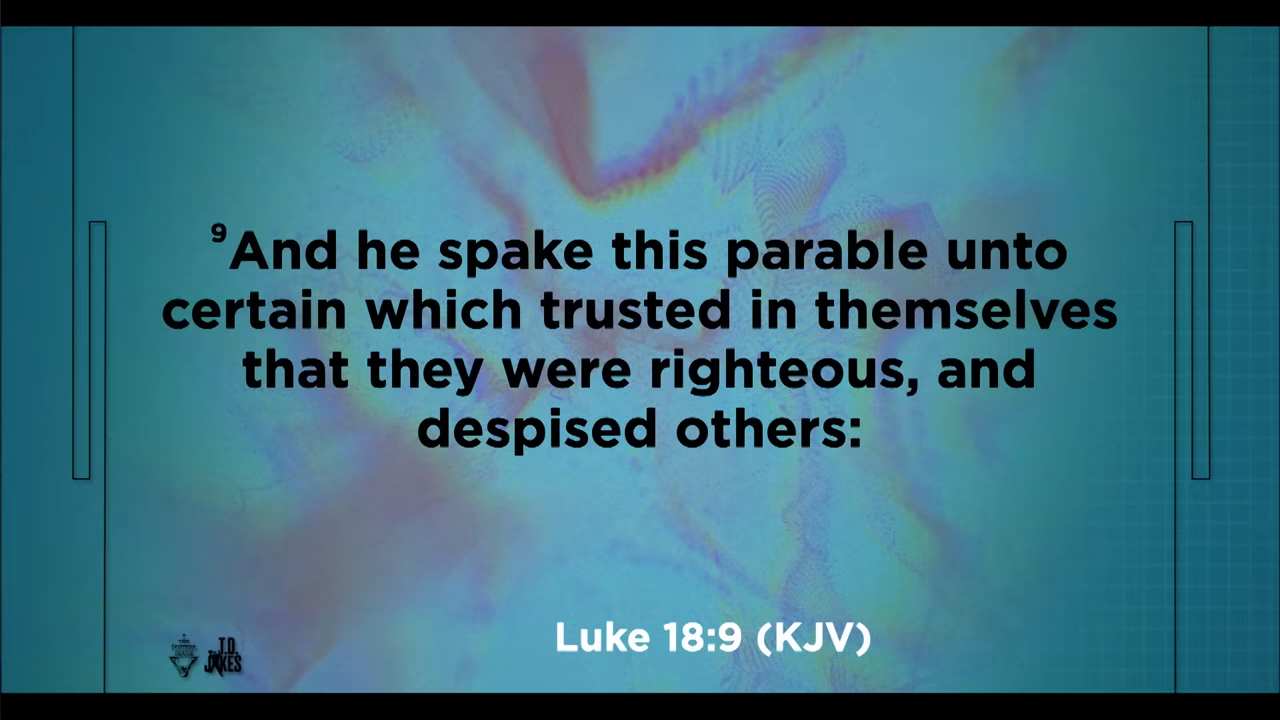 ⁹And he spake this parable unto
certain which trusted in themselves
that they were righteous, and
despised others:
Luke 18:9 (KJV)
T.D.
JAKES